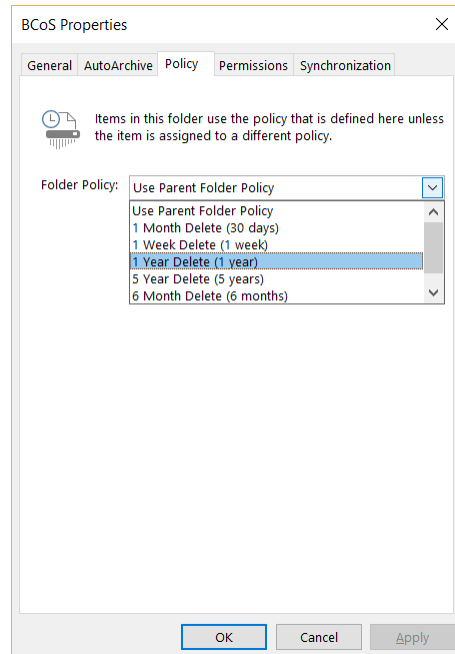 BCoS Properties
General AutoArchive Policy Permissions Synchronization
Items in this folder use the policy that is defined here unless
the item is assigned to a different policy.
Folder Policy: Use Parent Folder Policy
Use Parent Folder Policy
1 Month Delete (30 days)
1 Week Delete (1 week)
1 Year Delete (1 year)
5 Year Delete (5 years)
6 Month Delete (6 months)
OK Cancel Apply